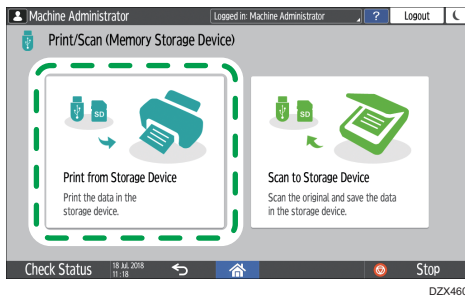 Machine Administrator
Logged in: Machine Administrator
?
Logout
Print/Scan (Memory Storage Device)
SD
Print from Storage Device
Print the data in the
storage device.
SD
Scan to Storage Device
Scan the original and save the data
in the storage device.
Check Status
18 Jul. 2018
11 : 18
Stop
DZX460